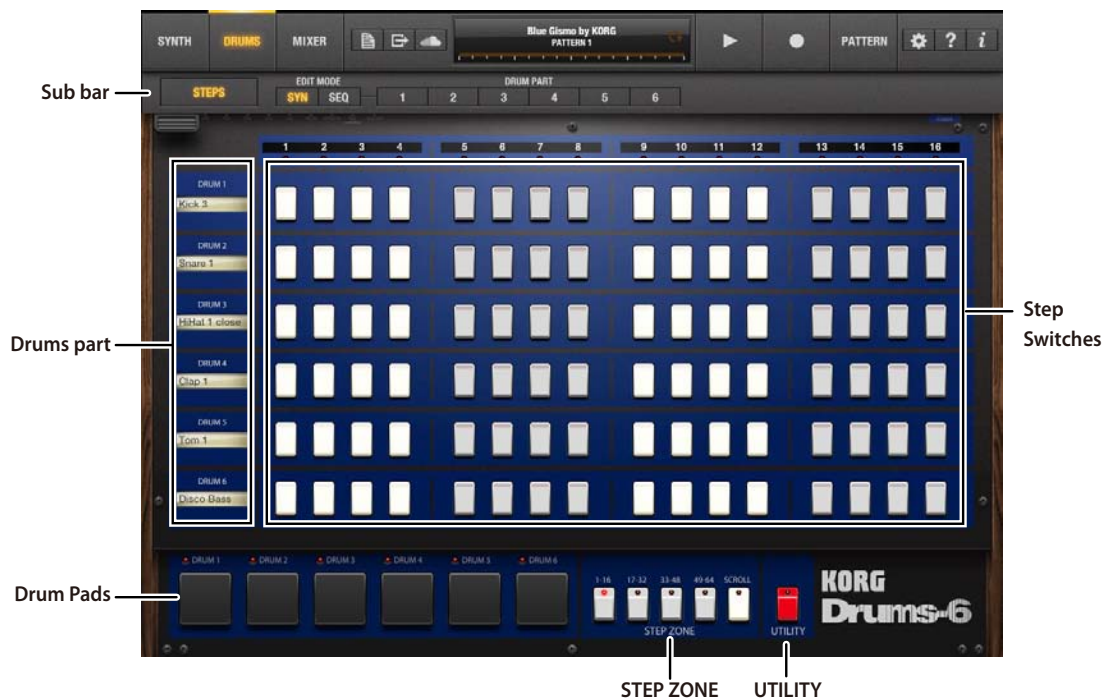 Blue Gismo by KORG
SYNTH DRUMS MIXER PATTERN 1 PATTERN ? i
EDIT MODE DRUM PART
Sub bar STEPS SYN SEQ 1 2 3 4 5 6
1 2 3 4 5 6 7 8 9 10 11 12 13 14 15 16
DRUM 1
Kick 3
DRUM 2
Snare 1
DRUM 3
HiHat 1 close
Step
Switches
Drums part
DRUM 4
Clap 1
DRUM 5
Tom 1
DRUM 6
Disco Bass
DRUM 1 DRUM 2 DRUM 3 DRUM 4 DRUM 5 DRUM 6
Drum Pads
1-16 17-32 33-48 49-64 SCROLL
STEP ZONE UTILITY
KORG
Drums-6
STEP ZONE UTILITY